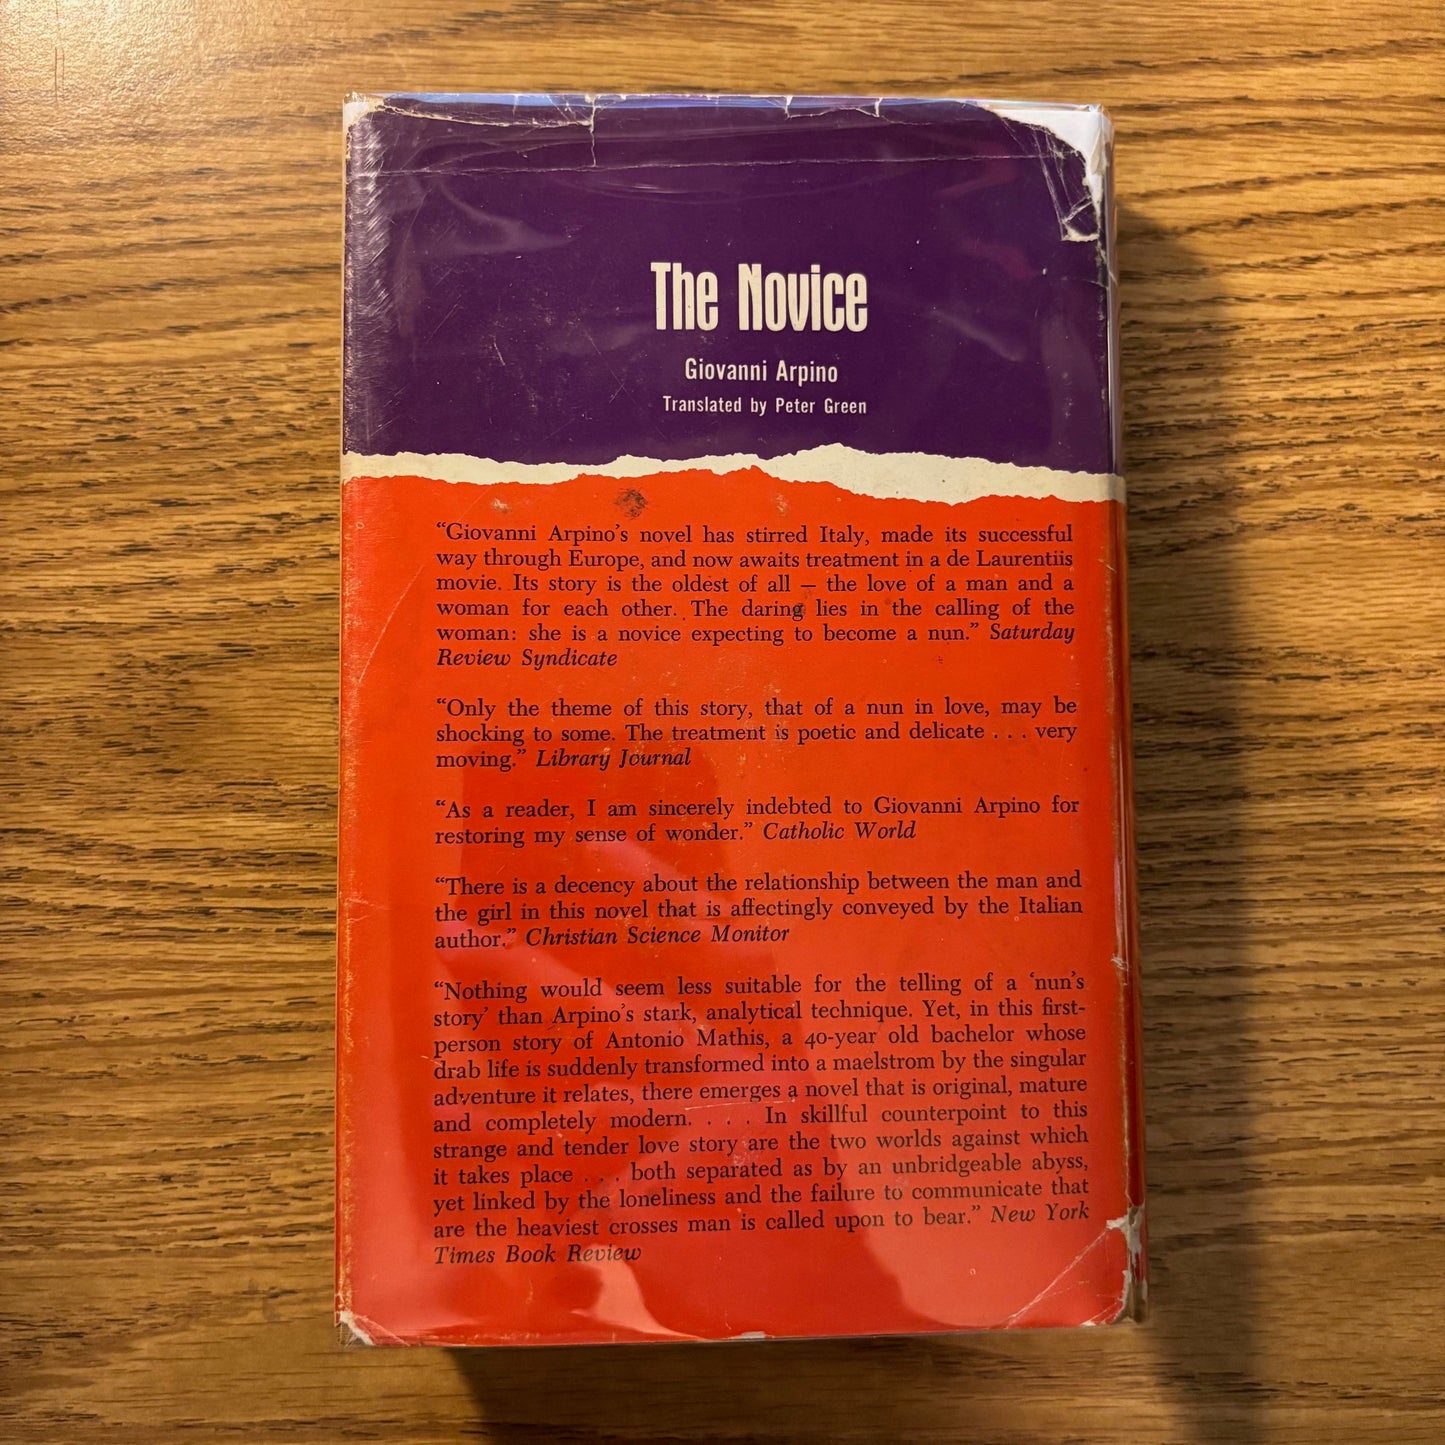 The Novice
Giovanni Arpino
Translated by Peter Green
“Giovanni Arpino’s novel has stirred Italy, made its successful
way through Europe, and now awaits treatment in a de Laurentiis
movie. Its story is the oldest of all — the love of a man and a
woman for each other. The daring lies in the calling of the
woman: she is a novice expecting to become a nun.” Saturday
Review Syndicate
“Only the theme of this story, that of a nun in love, may be
shocking to some. The treatment is poetic and delicate . . . very
moving.” Library Journal
“As a reader, I am sincerely indebted to Giovanni Arpino for
restoring my sense of wonder.” Catholic World
“There is a decency about the relationship between the man and
the girl in this novel that is affectingly conveyed by the Italian
author.” Christian Science Monitor
“Nothing would seem less suitable for the telling of a ‘nun’s
story’ than Arpino’s stark, analytical technique. Yet, in this first-
person story of Antonio Mathis, a 40-year old bachelor whose
drab life is suddenly transformed into a maelstrom by the singular
adventure it relates, there emerges a novel that is original, mature
and completely modern. . . . In skillful counterpoint to this
strange and tender love story are the two worlds against which
it takes place . . . both separated as by an unbridgeable abyss,
yet linked by the loneliness and the failure to communicate that
are the heaviest crosses man is called upon to bear.” New York
Times Book Review